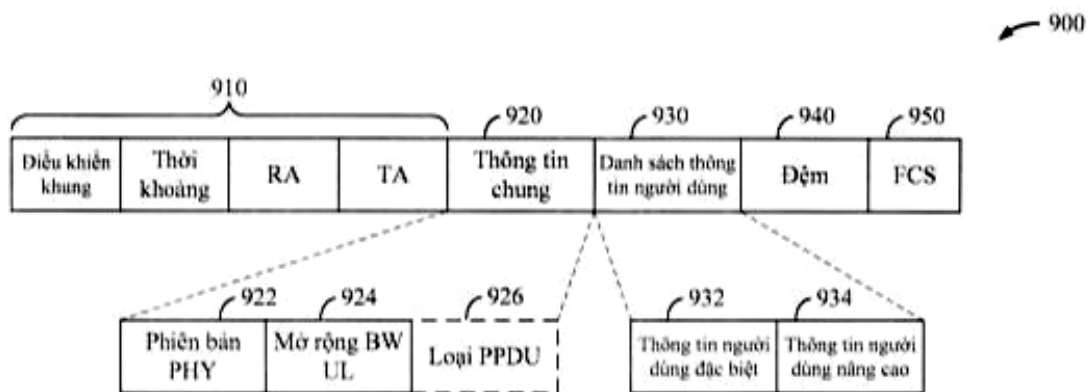 900
910
920
930
940
950
Điều khiển
khung
Thời
khoảng
RA
TA
Thông tin
chung
Danh sách thông
tin người dùng
Đệm
FCS
922
924
926
932
934
Phiên bản
PHY
Mở rộng BW
UL
Loại PPDU
Thông tin người
dùng đặc biệt
Thông tin người
dùng nâng cao